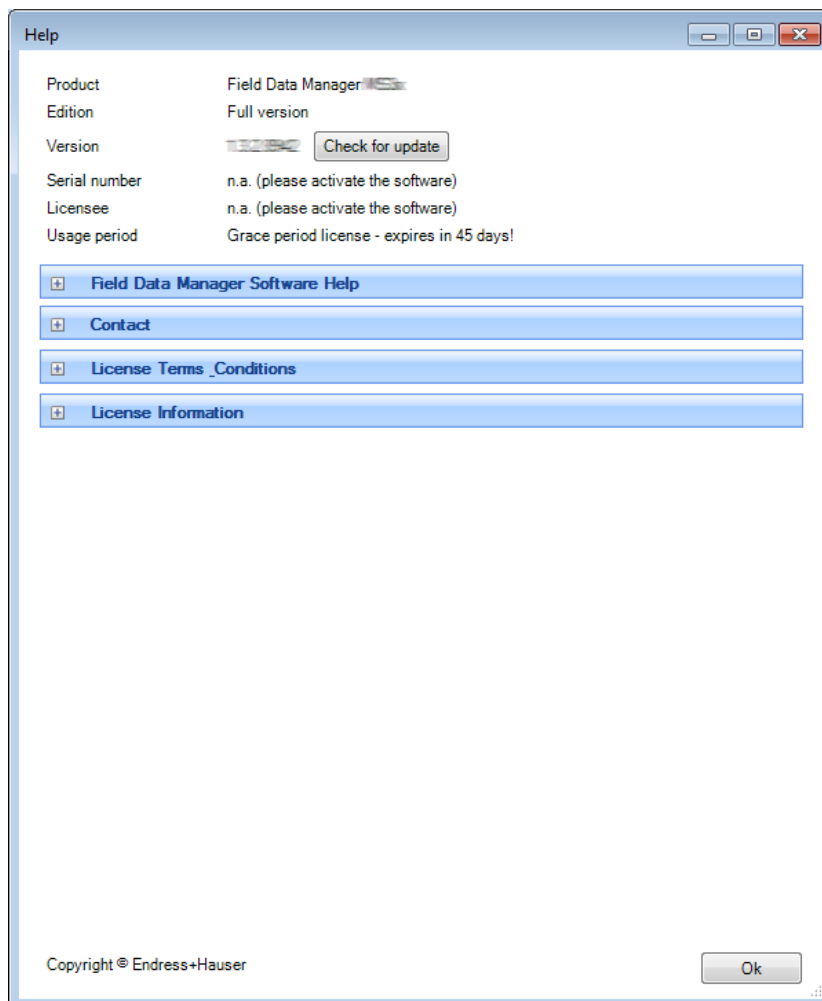 Help
Product Field Data Manager
Edition Full version
Version Check for update
Serial number n.a. (please activate the software)
Licensee n.a. (please activate the software)
Usage period Grace period license - expires in 45 days!
Field Data Manager Software Help
Contact
License Terms _Conditions
License Information
Copyright © Endress+Hauser
Ok